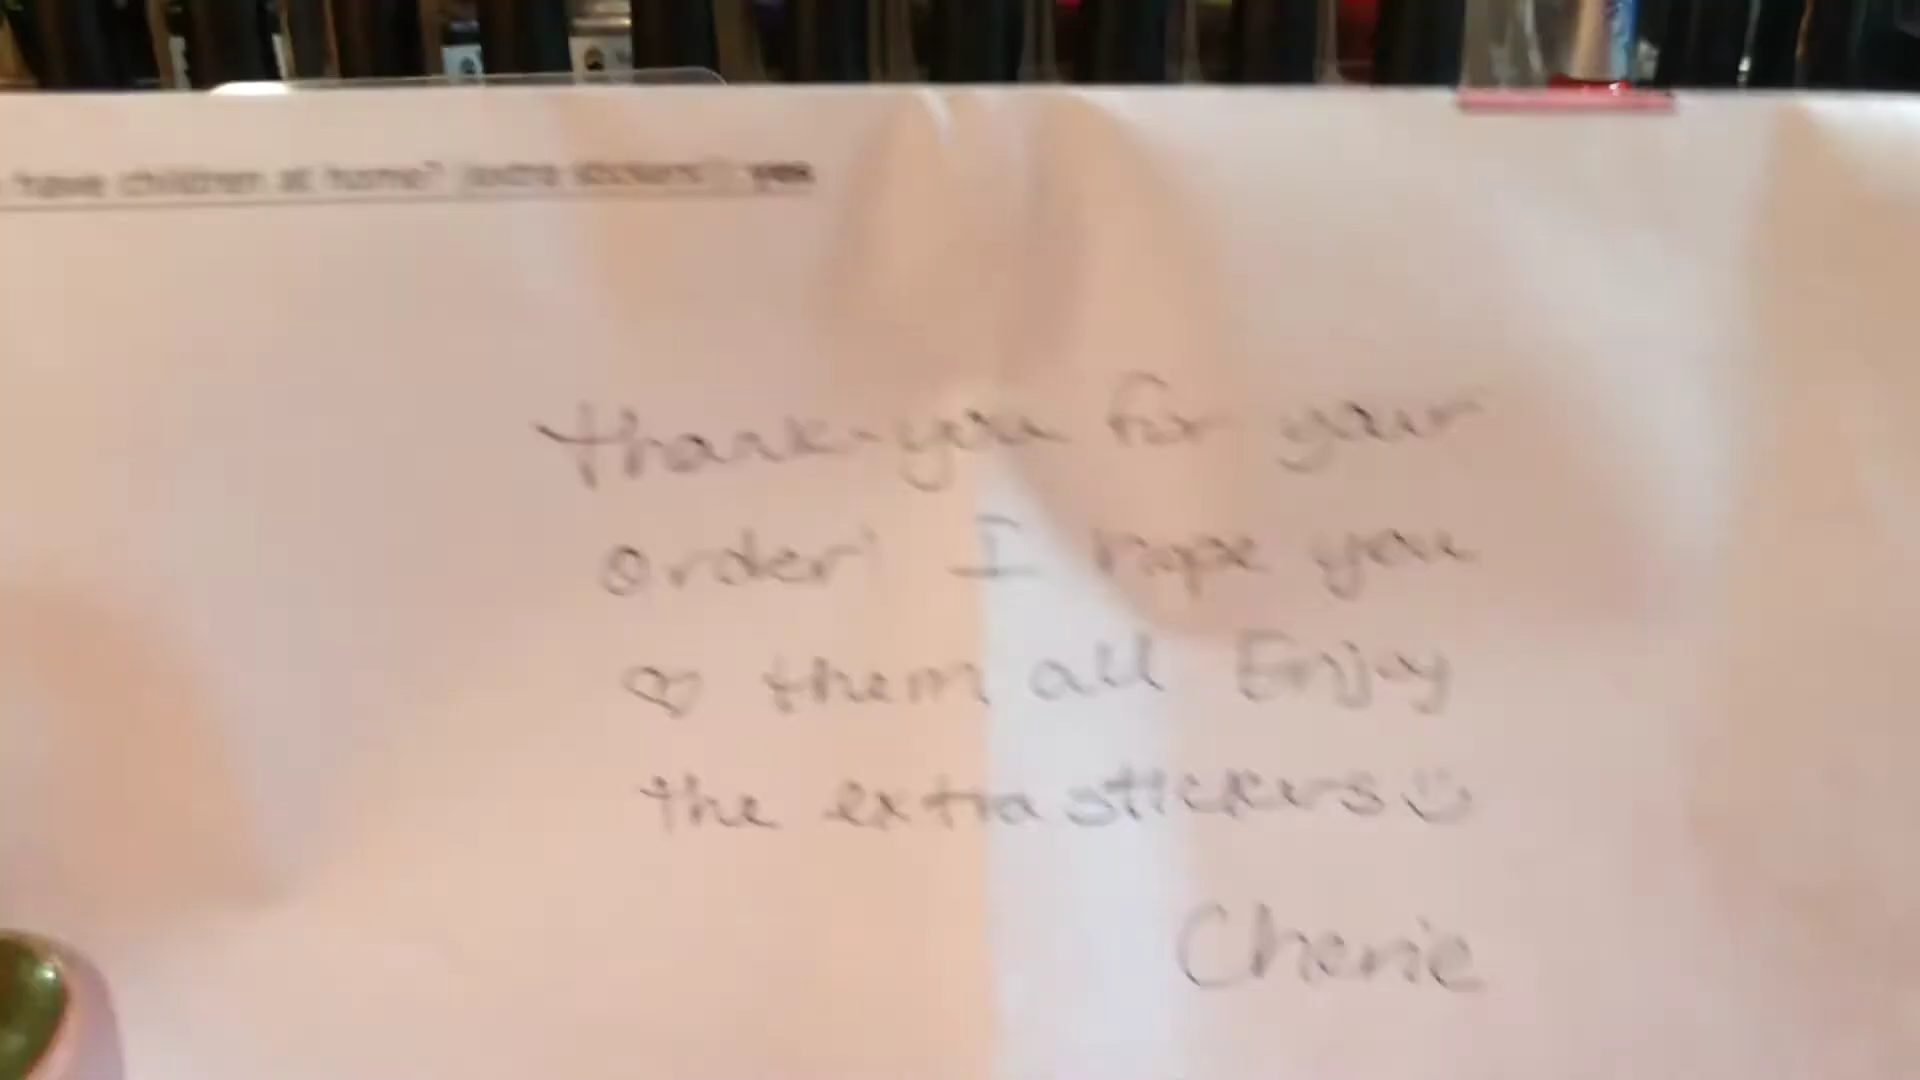 have children at home? (extra stickers): yes
thank-you for your
order! I hope you
♡ them all Enjoy
the extra stickers☺
Cherie